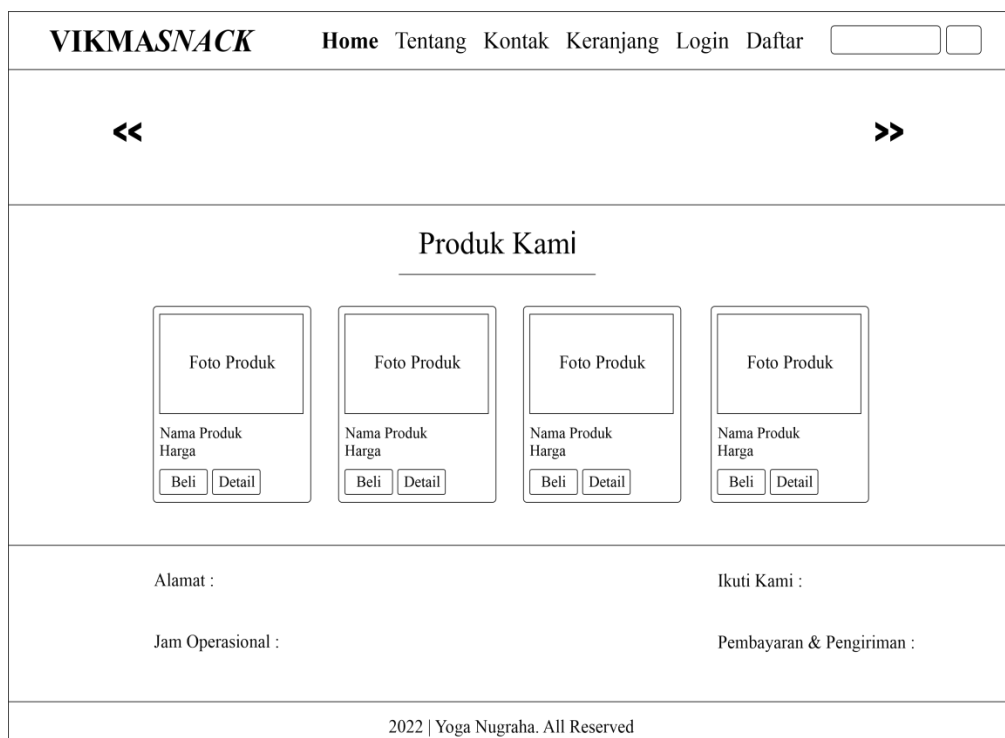 VIKMASNACK Home Tentang Kontak Keranjang Login Daftar
« »
Produk Kami
Foto Produk Foto Produk Foto Produk Foto Produk
Nama Produk Nama Produk Nama Produk Nama Produk
Harga Harga Harga Harga
Beli Detail Beli Detail Beli Detail Beli Detail
Alamat : Ikuti Kami :
Jam Operasional : Pembayaran & Pengiriman :
2022 | Yoga Nugraha. All Reserved